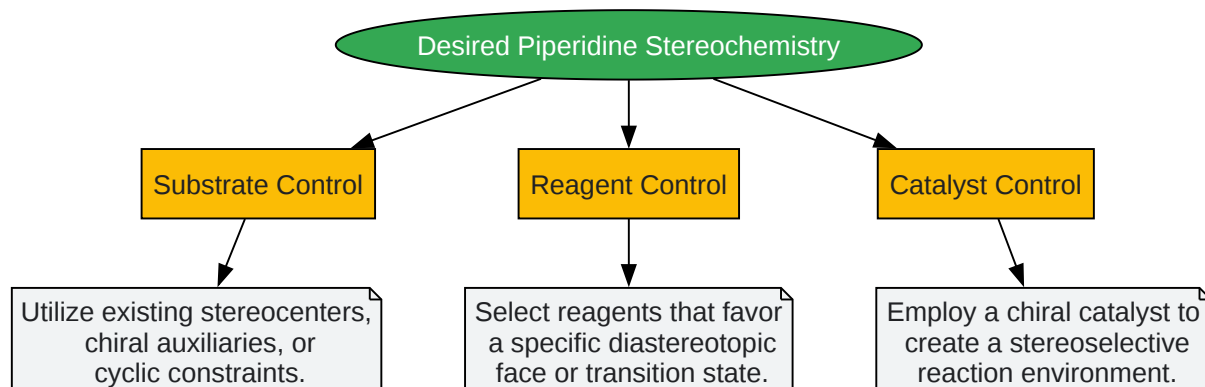 Desired Piperidine Stereochemistry
Substrate Control
Reagent Control
Catalyst Control
Utilize existing stereocenters,
chiral auxiliaries, or
cyclic constraints.
Select reagents that favor
a specific diastereotopic
face or transition state.
Employ a chiral catalyst to
create a stereoselective
reaction environment.